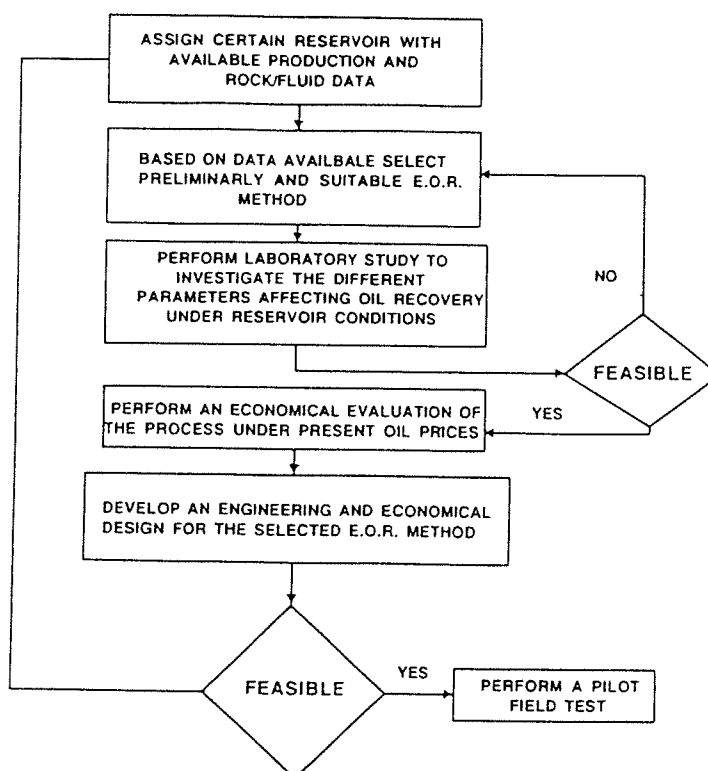 ASSIGN CERTAIN RESERVOIR WITH
AVAILABLE PRODUCTION AND
ROCK/FLUID DATA
BASED ON DATA AVAILBALE SELECT
PRELIMINARLY AND SUITABLE E.O.R.
METHOD
PERFORM LABORATORY STUDY TO
INVESTIGATE THE DIFFERENT
PARAMETERS AFFECTING OIL RECOVERY
UNDER RESERVOIR CONDITIONS
NO
FEASIBLE
YES
PERFORM AN ECONOMICAL EVALUATION OF
THE PROCESS UNDER PRESENT OIL PRICES
DEVELOP AN ENGINEERING AND ECONOMICAL
DESIGN FOR THE SELECTED E.O.R. METHOD
FEASIBLE
YES
PERFORM A PILOT
FIELD TEST